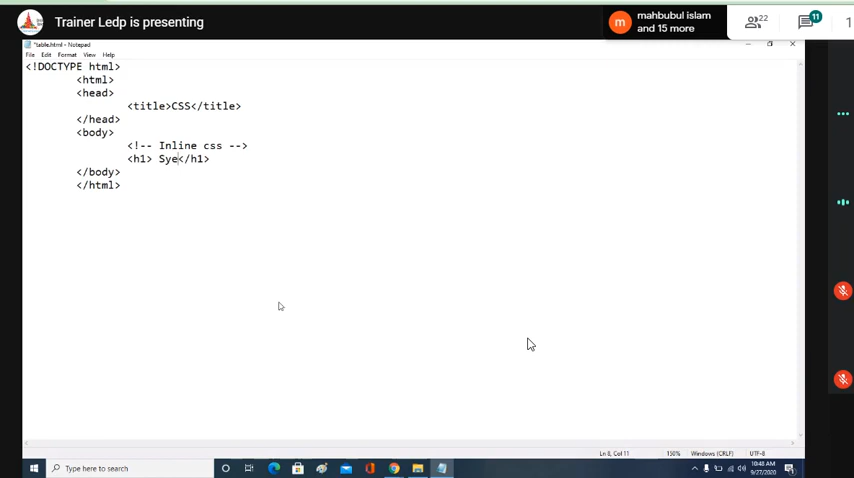 Trainer Ledp is presenting
mahbubul islam
and 15 more
22
11
1
*table.html - Notepad
File Edit Format View Help
<!DOCTYPE html>
<html>
<head>
<title>CSS</title>
</head>
<body>
<!-- Inline css -->
<h1> Sye</h1>
</body>
</html>
Ln 8, Col 11 150% Windows (CRLF) UTF-8
Type here to search
10:48 AM
9/27/2020